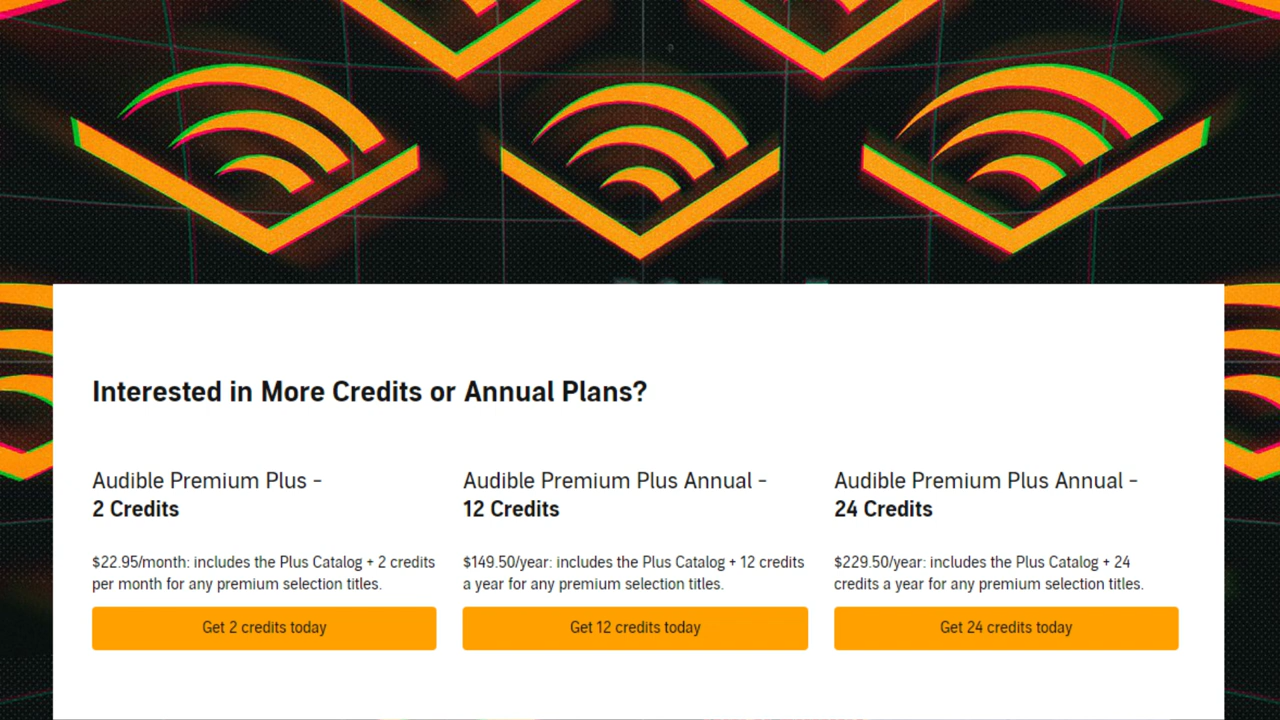 Interested in More Credits or Annual Plans?
Audible Premium Plus –
2 Credits
$22.95/month: includes the Plus Catalog + 2 credits
per month for any premium selection titles.
Get 2 credits today
Audible Premium Plus Annual –
12 Credits
$149.50/year: includes the Plus Catalog + 12 credits
a year for any premium selection titles.
Get 12 credits today
Audible Premium Plus Annual –
24 Credits
$229.50/year: includes the Plus Catalog + 24
credits a year for any premium selection titles.
Get 24 credits today